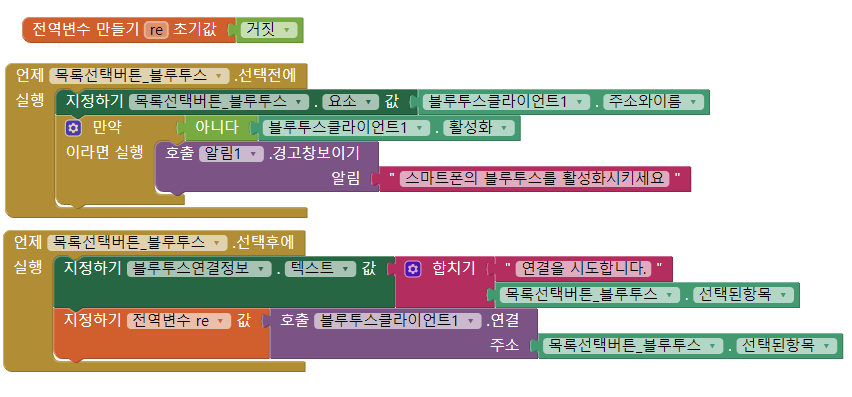 전역변수 만들기 re 초기값 거짓
언제 목록선택버튼_블루투스 .선택전에
실행 지정하기 목록선택버튼_블루투스 . 요소 값 블루투스클라이언트1 . 주소와이름
만약 아니다 블루투스클라이언트1 . 활성화
이라면 실행 호출 알림1 .경고창보이기
알림 " 스마트폰의 블루투스를 활성화시키세요 "
언제 목록선택버튼_블루투스 .선택후에
실행 지정하기 블루투스연결정보 . 텍스트 값 합치기 " 연결을 시도합니다. "
목록선택버튼_블루투스 . 선택된항목
지정하기 전역변수 re 값 호출 블루투스클라이언트1 .연결
주소 목록선택버튼_블루투스 . 선택된항목